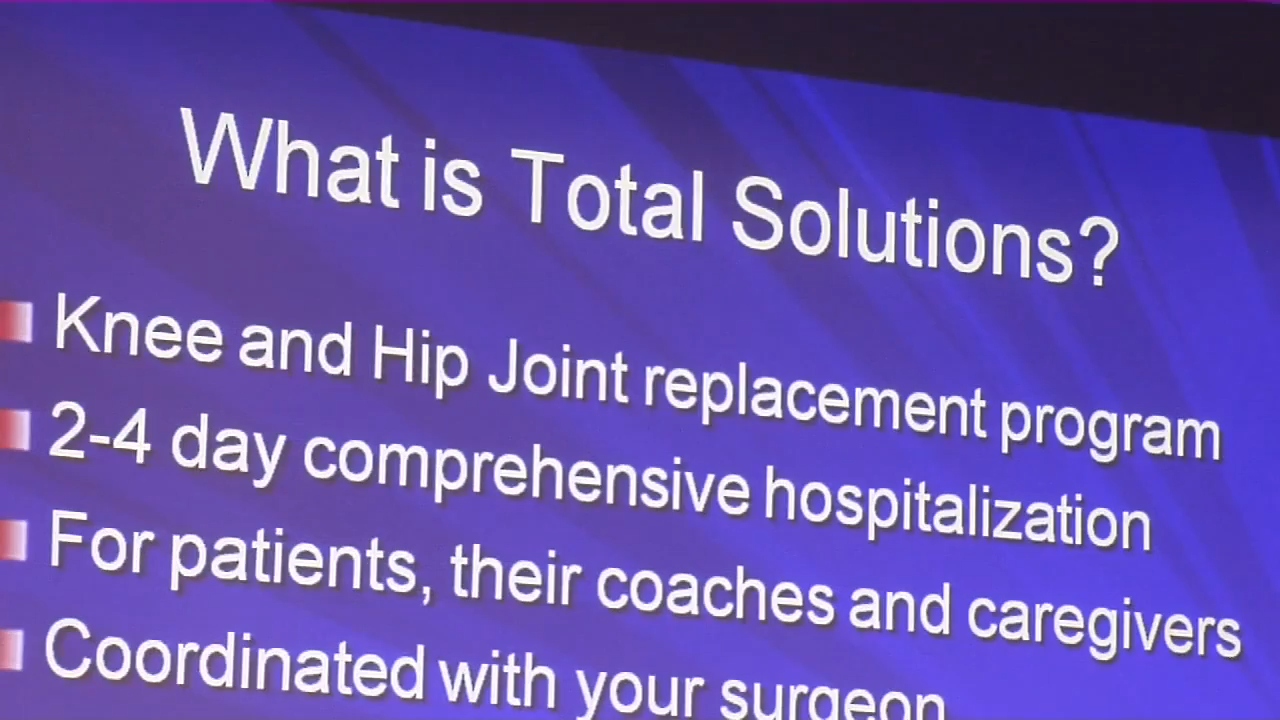 What is Total Solutions?
Knee and Hip Joint replacement program
2-4 day comprehensive hospitalization
For patients, their coaches and caregivers
Coordinated with your surgeon